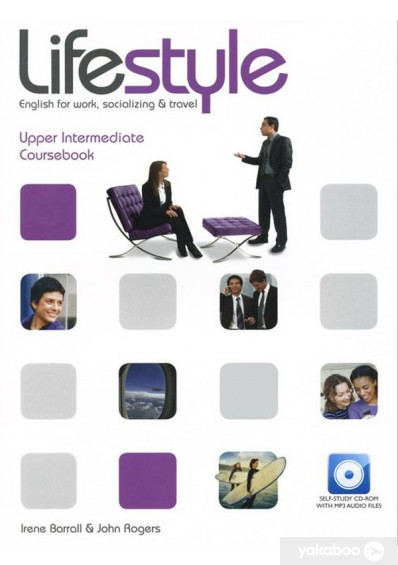 Lifestyle
English for work, socializing & travel
Upper Intermediate
Coursebook
SELF-STUDY CD-ROM
WITH MP3 AUDIO FILES
Irene Barrall & John Rogers
yakaboo